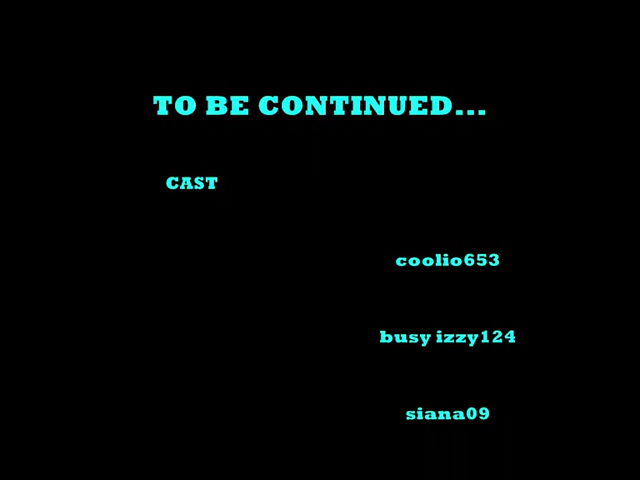 TO BE CONTINUED...
CAST
coolio653
busy izzy124
siana09